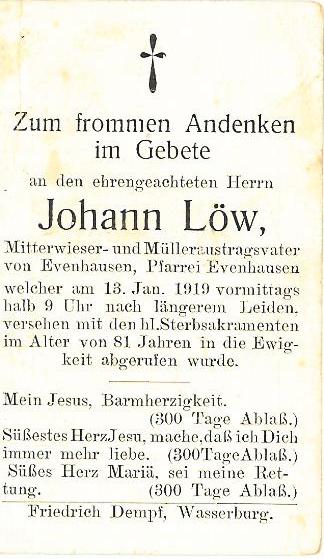 Zum frommen Andenken
im Gebete
an den ehrengeachteten Herrn
Johann Löw,
Mitterwieser- und Mülleraustragsvater
von Evenhausen, Pfarrei Evenhausen
welcher am 13. Jan. 1919 vormittags
halb 9 Uhr nach längerem Leiden,
versehen mit den hl. Sterbsakramenten
im Alter von 81 Jahren in die Ewig-
keit abgerufen wurde.
Mein Jesus, Barmherzigkeit.
(300 Tage Ablaß.)
Süßestes Herz Jesu, mache, daß ich Dich
immer mehr liebe. (300 Tage Ablaß.)
Süßes Herz Mariä, sei meine Ret-
tung. (300 Tage Ablaß.)
Friedrich Dempf, Wasserburg.